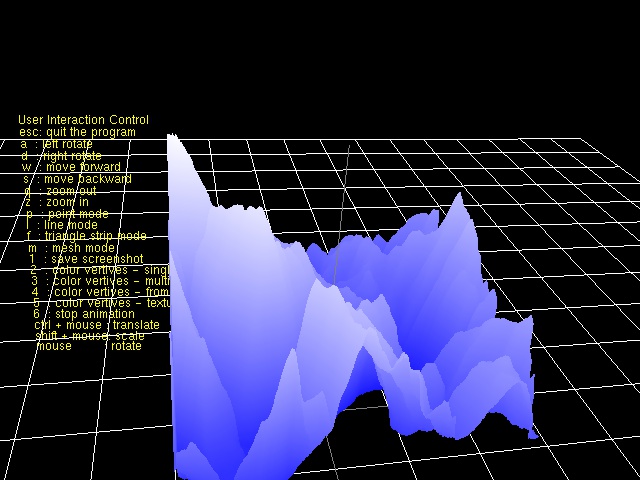 User Interaction Control
esc: quit the program
a : left rotate
d : right rotate
w : move forward
s : move backward
q : zoom out
z : zoom in
p : point mode
l : line mode
f : triangle strip mode
m : mesh mode
1 : save screenshot
2 : color vertives - singl
3 : color vertives - multi
4 : color vertives - from
5 : color vertives - textu
6 : stop animation
ctrl + mouse : translate
shift + mouse: scale
mouse rotate